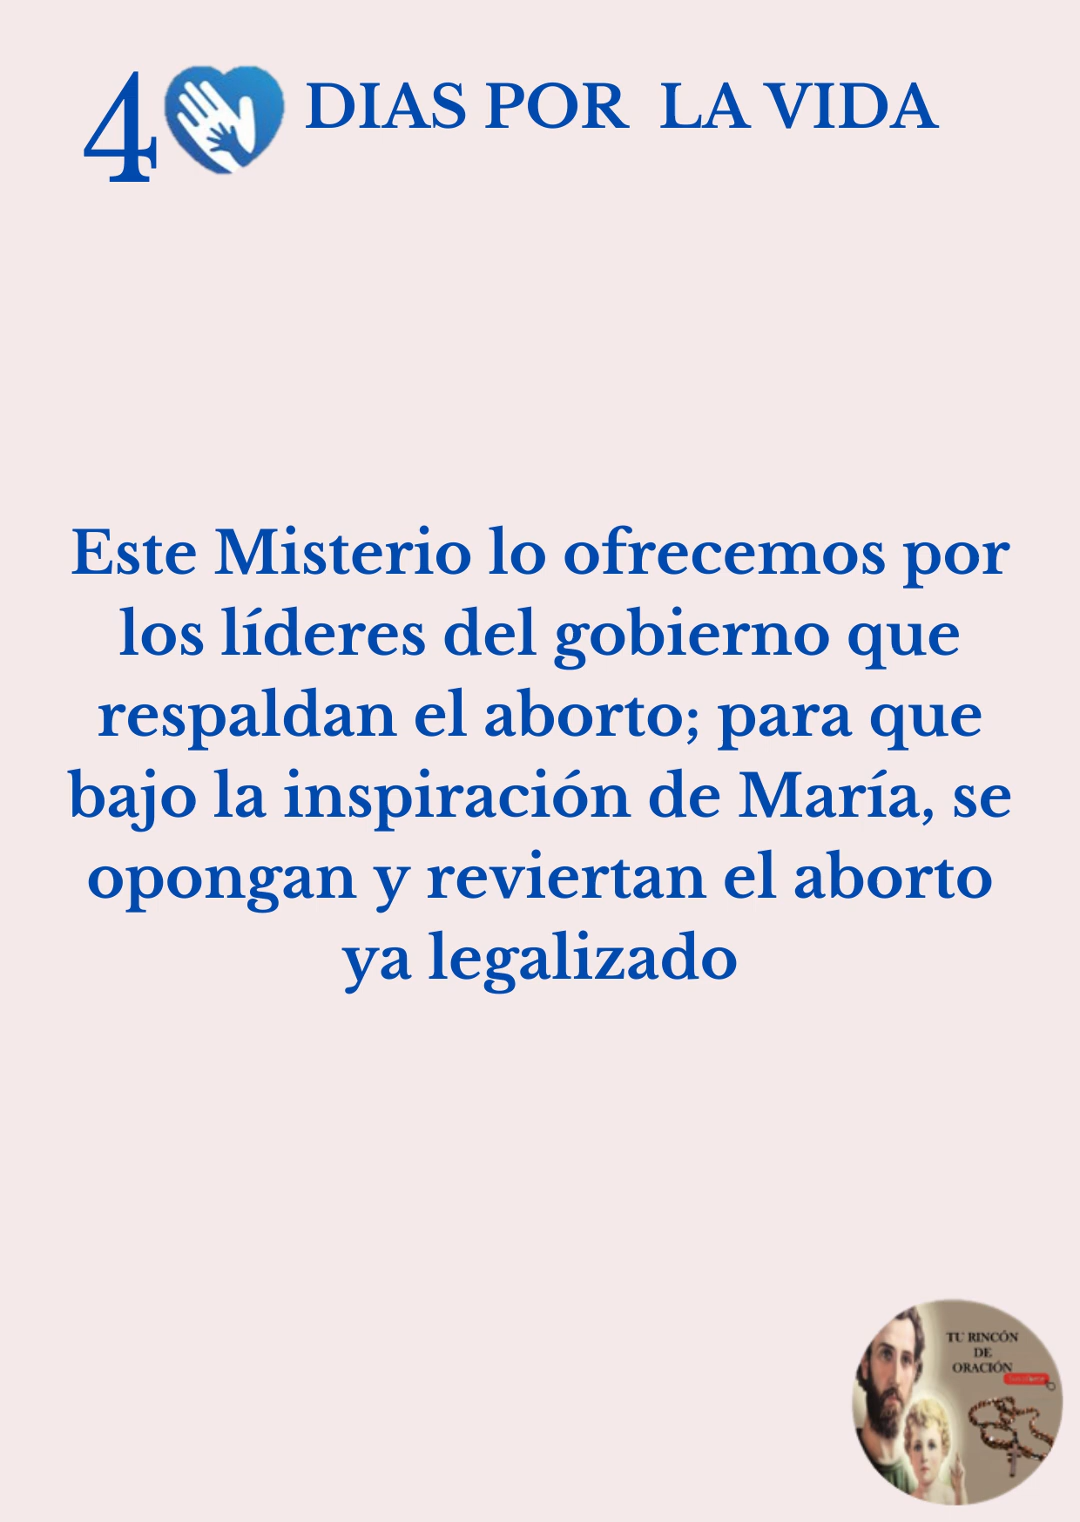 4 DIAS POR LA VIDA
Este Misterio lo ofrecemos por
los líderes del gobierno que
respaldan el aborto; para que
bajo la inspiración de María, se
opongan y reviertan el aborto
ya legalizado
TU RINCÓN
DE
ORACIÓN